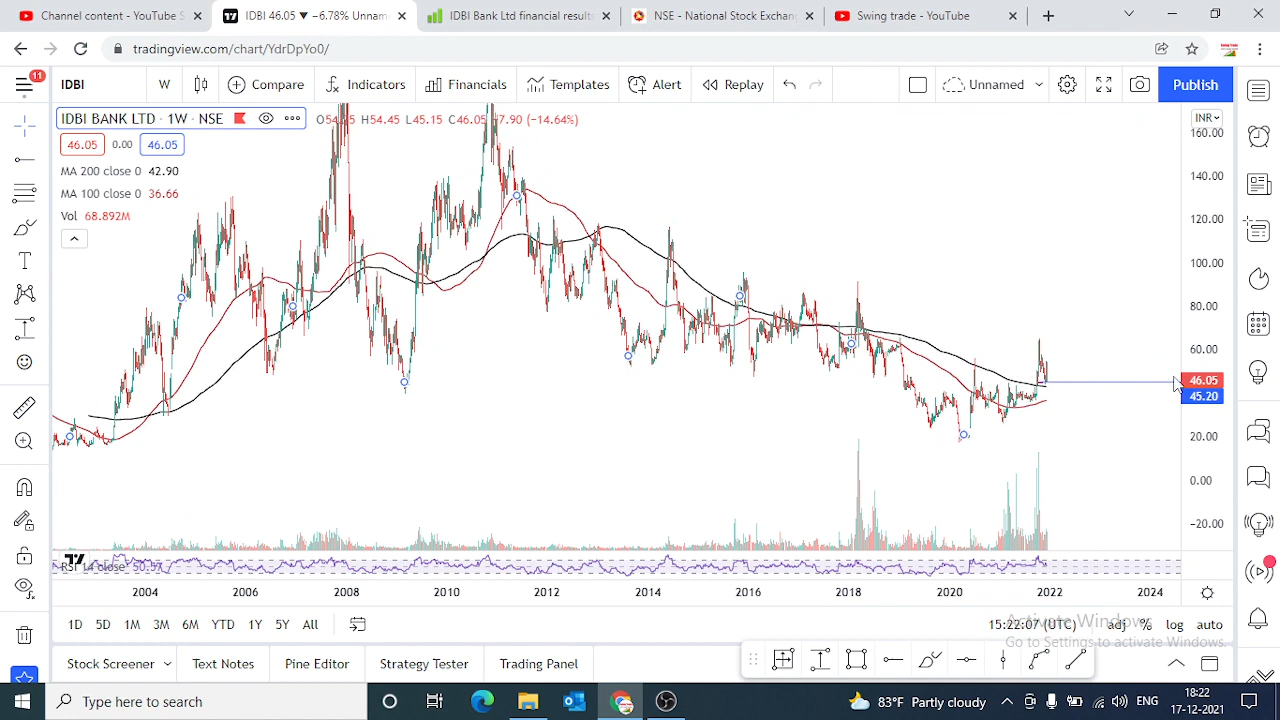 Channel content - YouTube S
IDBI 46.05 ▼ −6.78% Unnam
IDBI Bank Ltd financial results
NSE - National Stock Exchang
Swing trade - YouTube
tradingview.com/chart/YdrDpYo0/
11
IDBI
W
Compare
Indicators
Financials
Templates
Alert
Replay
Unnamed
Publish
IDBI BANK LTD · 1W · NSE
H54.45 L45.15 C46.05 −7.90 (−14.64%)
INR
46.05
0.00
46.05
MA 200 close 0 42.90
MA 100 close 0 36.66
Vol 68.892M
160.00
140.00
120.00
100.00
80.00
60.00
46.05
45.20
20.00
0.00
−20.00
RSI 14 close
2004
2006
2008
2010
2012
2014
2016
2018
2020
2022
2024
1D
5D
1M
3M
6M
YTD
1Y
5Y
All
15:22:07 (UTC)
adj
%
log
auto
Activate Windows
Go to Settings to activate Windows.
Stock Screener
Text Notes
Pine Editor
Strategy Tester
Trading Panel
Type here to search
83°F Partly cloudy
ENG
18:22
17-12-2021